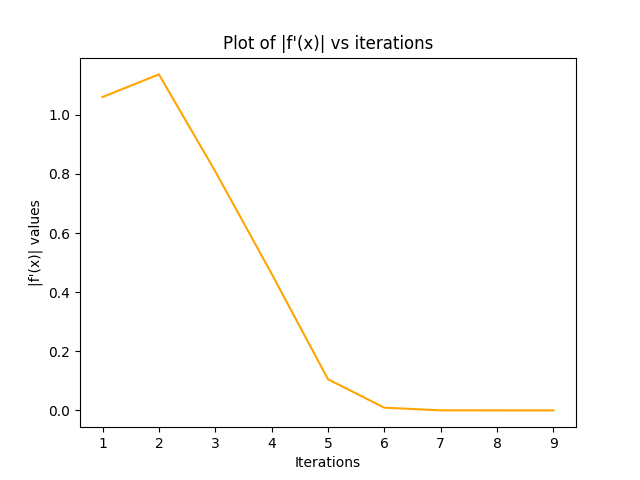 Plot of |f'(x)| vs iterations
|f'(x)| values
1.0
0.8
0.6
0.4
0.2
0.0
1 2 3 4 5 6 7 8 9
Iterations